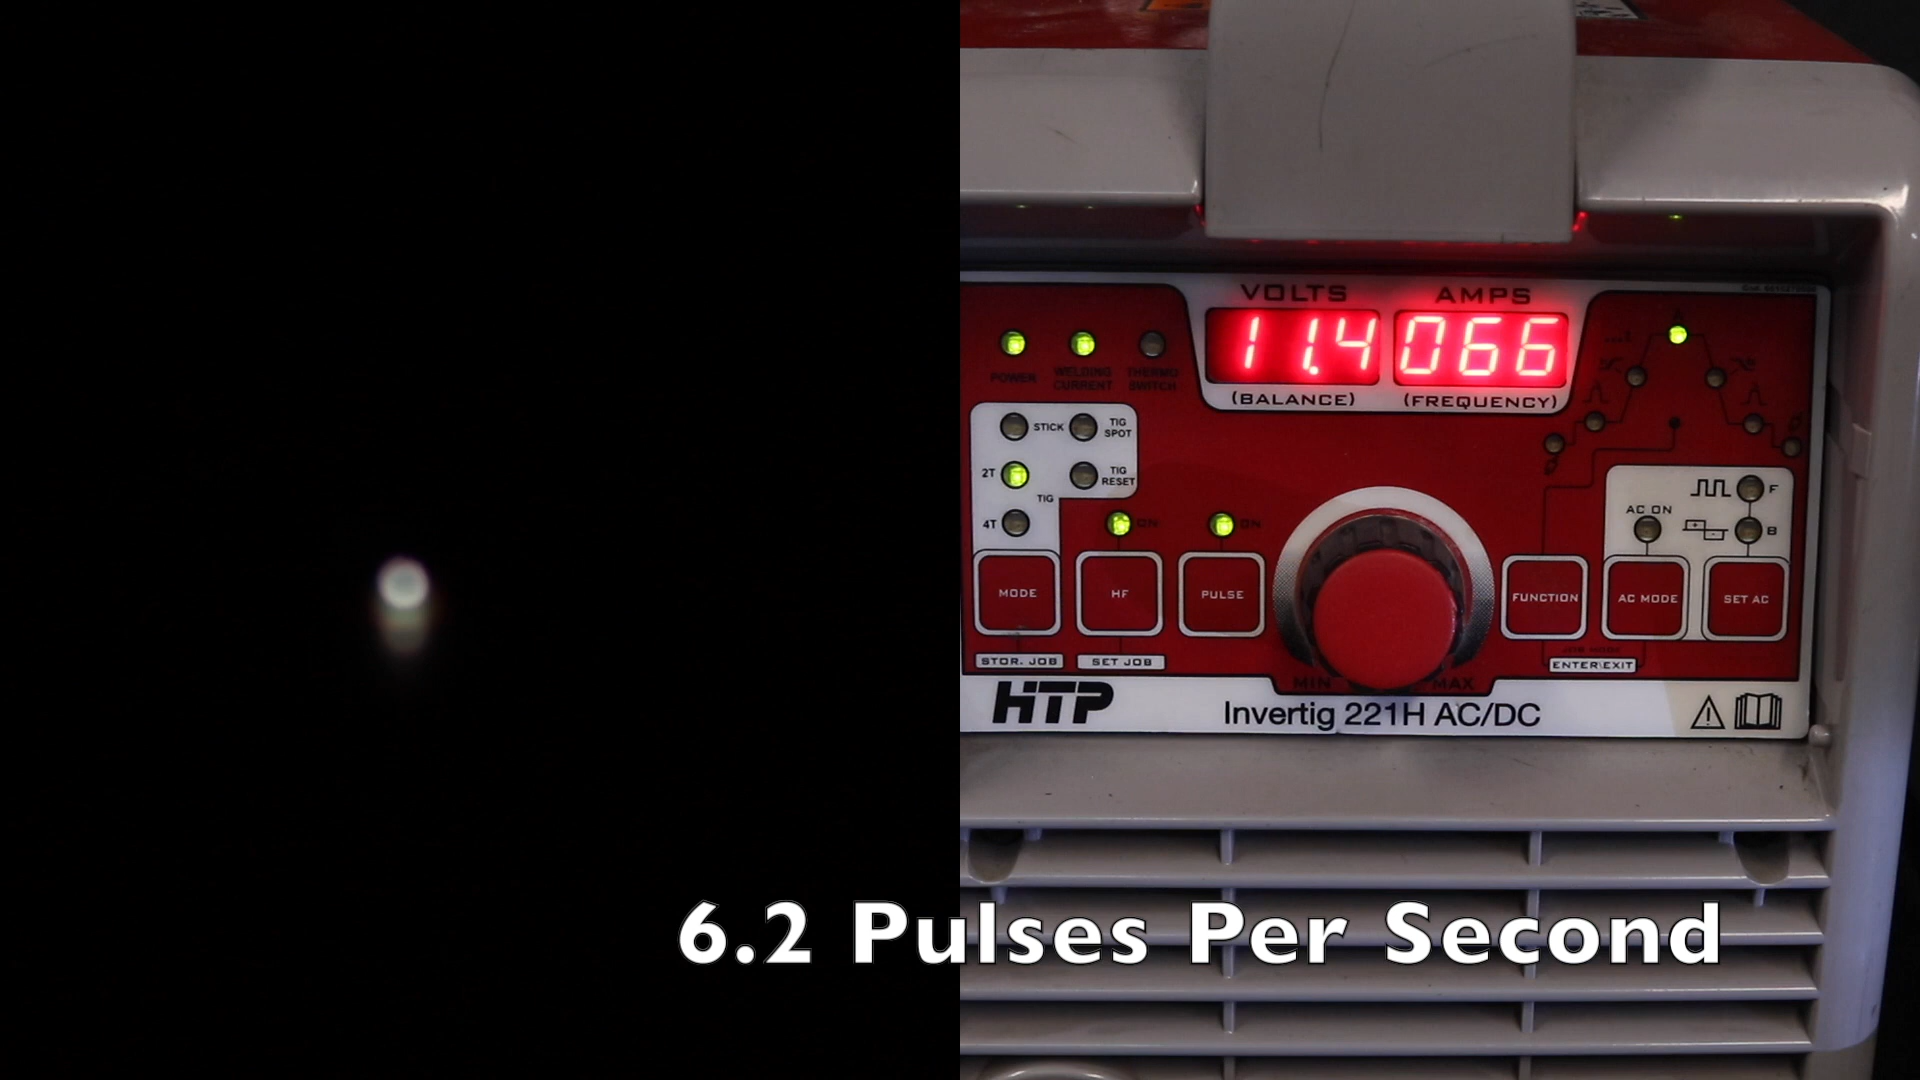 VOLTS AMPS
11.4 066
(BALANCE) (FREQUENCY)
POWER WELDING CURRENT THERMO SWITCH
STICK TIG SPOT
2T TIG RESET
TIG
4T ON ON
AC ON F
B
MODE HF PULSE FUNCTION AC MODE SET AC
JOB MODE
STOR. JOB SET JOB ENTER\EXIT
MIN MAX
HTP Invertig 221H AC/DC
6.2 Pulses Per Second